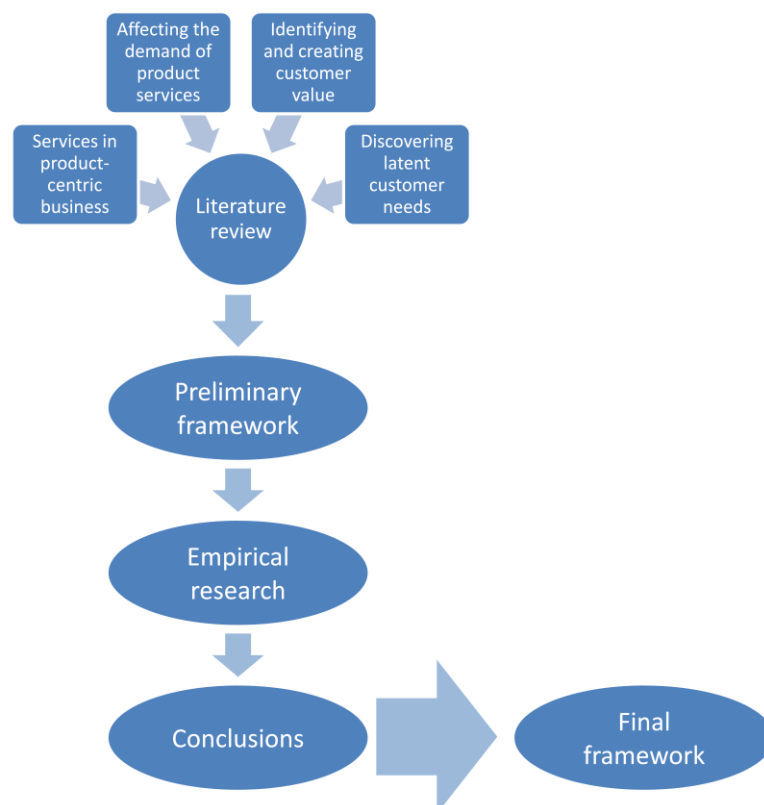 Affecting the
demand of
product
services
Identifying
and creating
customer
value
Services in
product-
centric
business
Discovering
latent
customer
needs
Literature
review
Preliminary
framework
Empirical
research
Conclusions
Final
framework